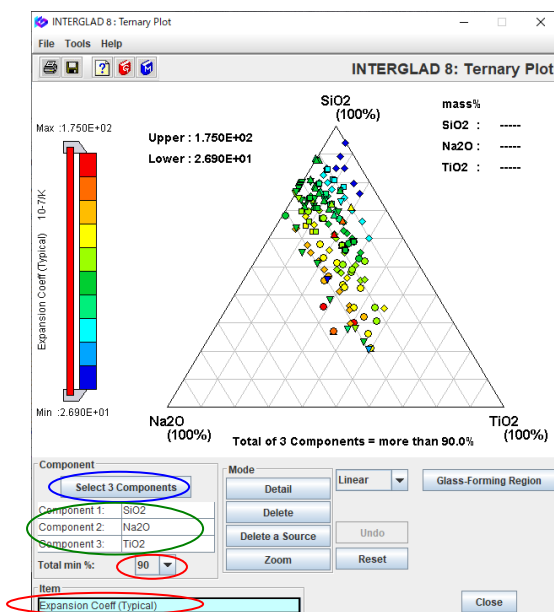 INTERGLAD 8 : Ternary Plot
File Tools Help
INTERGLAD 8: Ternary Plot
Max :1.750E+02
Upper : 1.750E+02
Lower : 2.690E+01
SiO2
(100%)
mass%
SiO2 : -----
Na2O : -----
TiO2 : -----
Expansion Coeff (Typical) 10-7/K
Min :2.690E+01
Na2O
(100%)
TiO2
(100%)
Total of 3 Components = more than 90.0%
Component
Select 3 Components
Component 1: SiO2
Component 2: Na2O
Component 3: TiO2
Total min %: 90
Mode
Detail
Delete
Delete a Source
Zoom
Linear
Undo
Reset
Glass-Forming Region
Item
Expansion Coeff (Typical)
Close